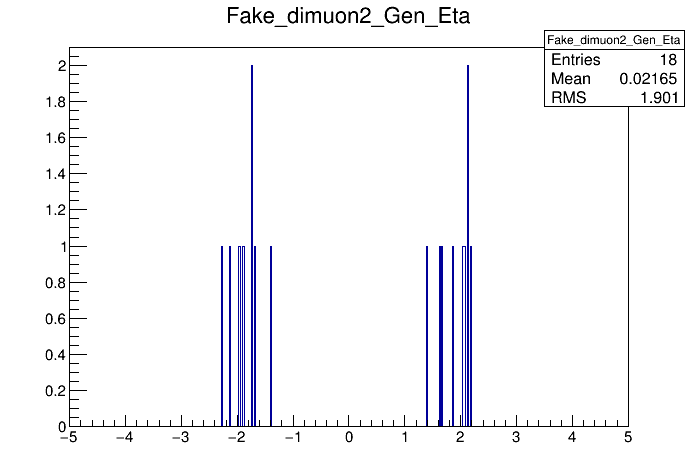 Fake_dimuon2_Gen_Eta
Fake_dimuon2_Gen_Eta
Entries 18
Mean 0.02165
RMS 1.901
2
1.8
1.6
1.4
1.2
1
0.8
0.6
0.4
0.2
0
−5 −4 −3 −2 −1 0 1 2 3 4 5